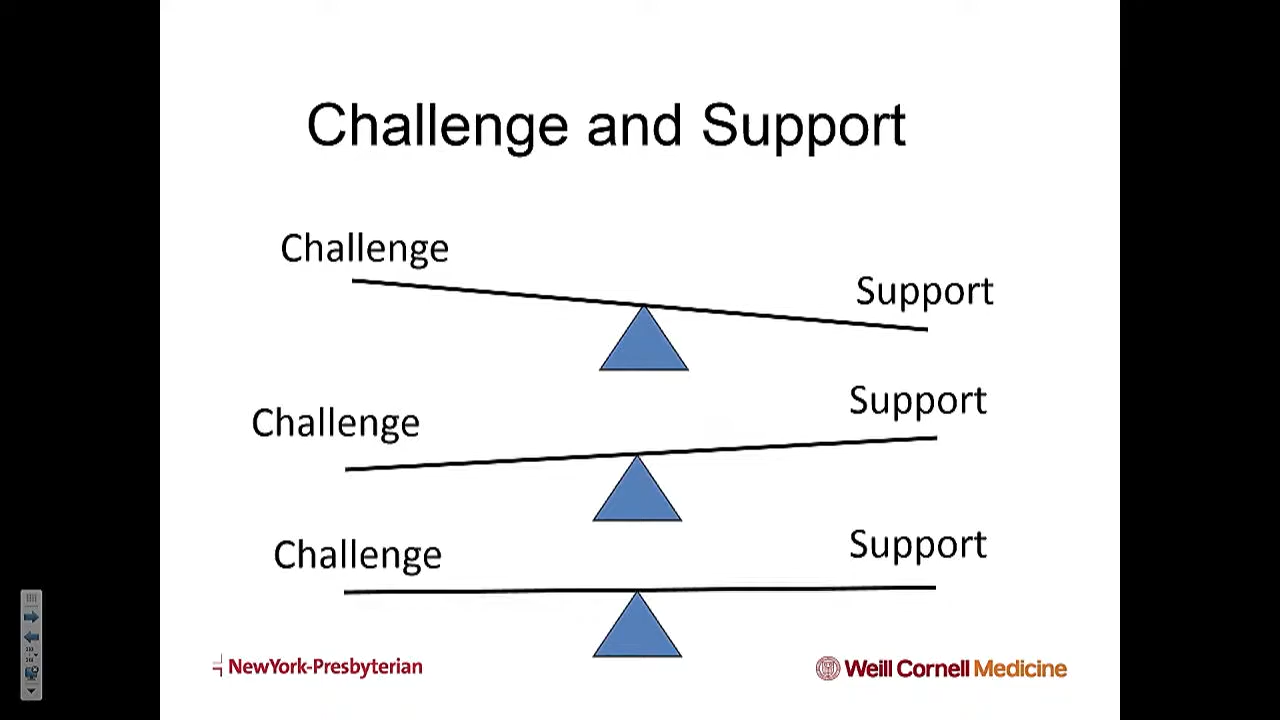 Challenge and Support
Challenge
Support
Challenge
Support
Challenge
Support
NewYork-Presbyterian
Weill Cornell Medicine